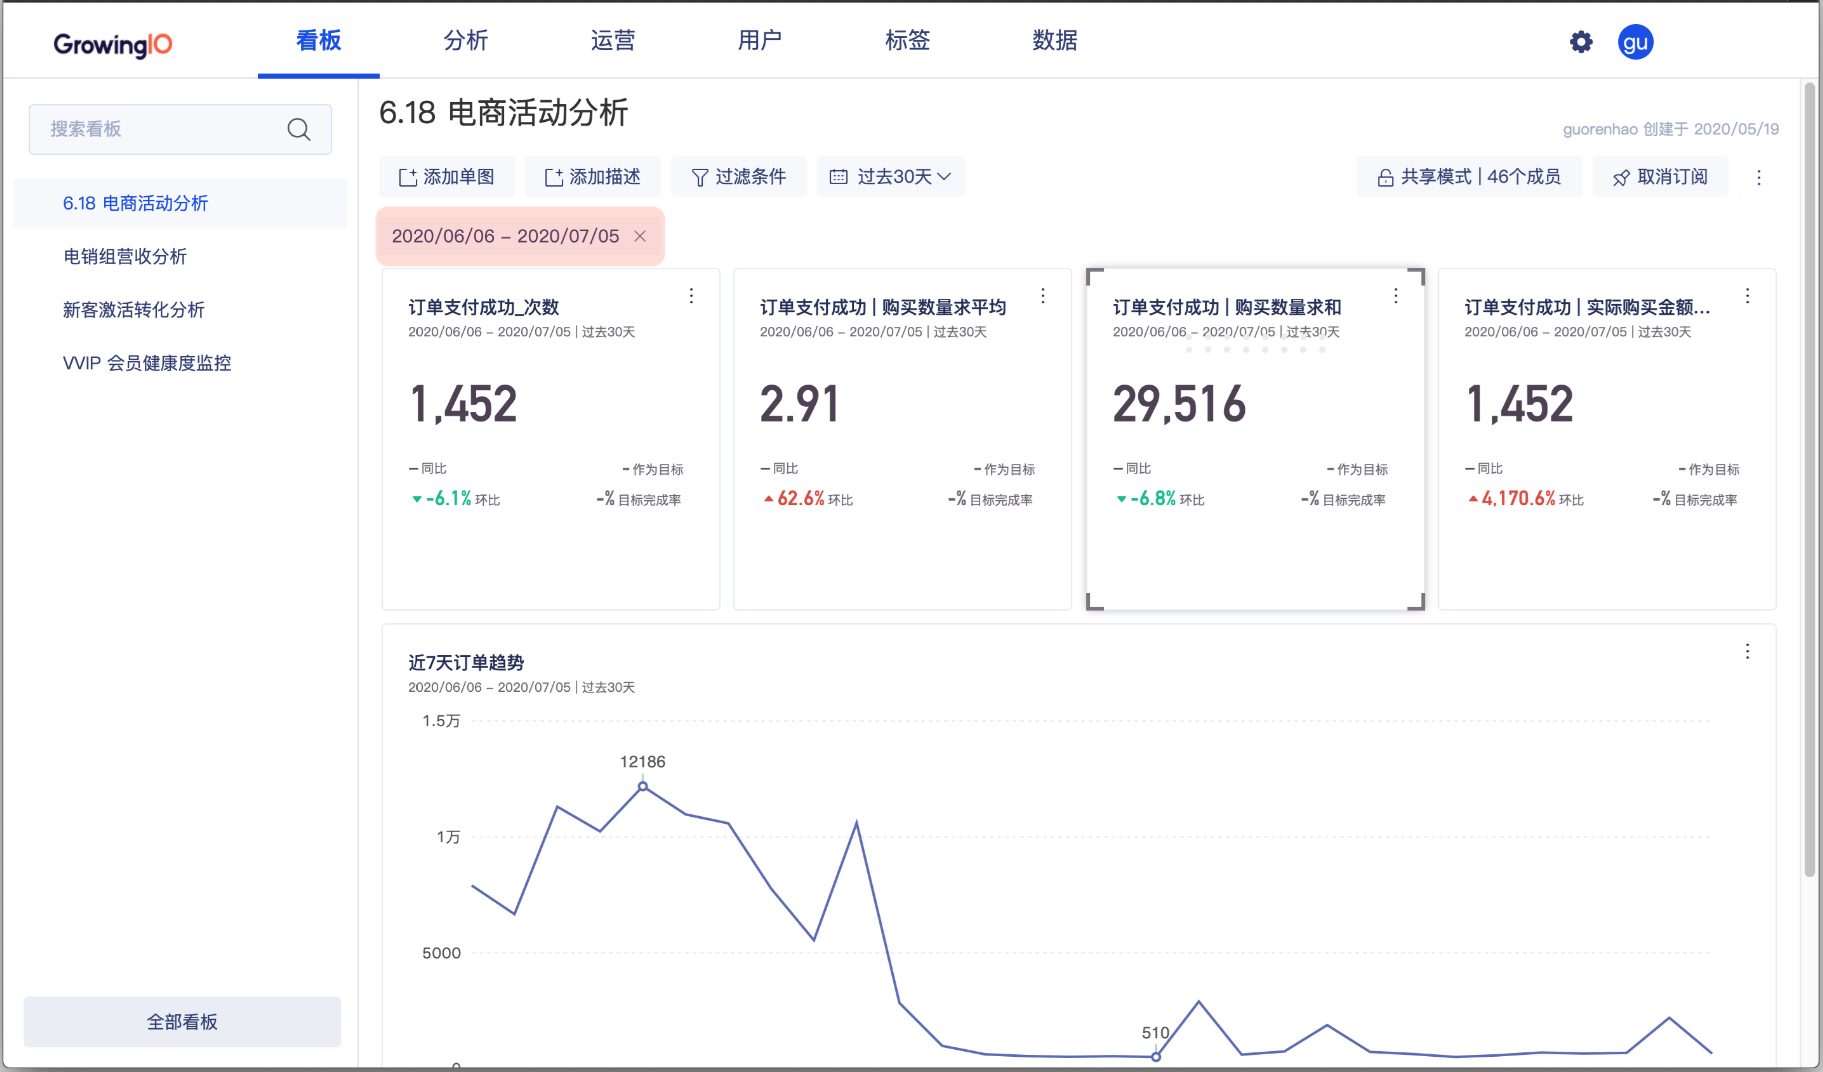 GrowingIO
看板
分析
运营
用户
标签
数据
gu
搜索看板
6.18 电商活动分析
电销组营收分析
新客激活转化分析
VVIP 会员健康度监控
全部看板
6.18 电商活动分析
guorenhao 创建于 2020/05/19
添加单图
添加描述
过滤条件
过去30天
共享模式 | 46个成员
取消订阅
2020/06/06 - 2020/07/05
订单支付成功_次数
2020/06/06 - 2020/07/05 | 过去30天
1,452
-同比
-作为目标
-6.1% 环比
-% 目标完成率
订单支付成功 | 购买数量求平均
2020/06/06 - 2020/07/05 | 过去30天
2.91
-同比
-作为目标
62.6% 环比
-% 目标完成率
订单支付成功 | 购买数量求和
2020/06/06 - 2020/07/05 | 过去30天
29,516
-同比
-作为目标
-6.8% 环比
-% 目标完成率
订单支付成功 | 实际购买金额...
2020/06/06 - 2020/07/05 | 过去30天
1,452
-同比
-作为目标
4,170.6% 环比
-% 目标完成率
近7天订单趋势
2020/06/06 - 2020/07/05 | 过去30天
1.5万
12186
1万
5000
510
0